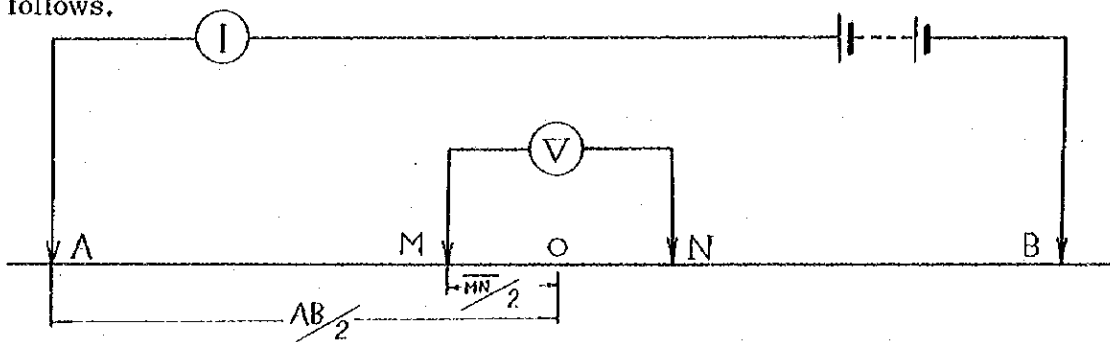 follows.
I
V
A M O N B
MN/2
AB/2